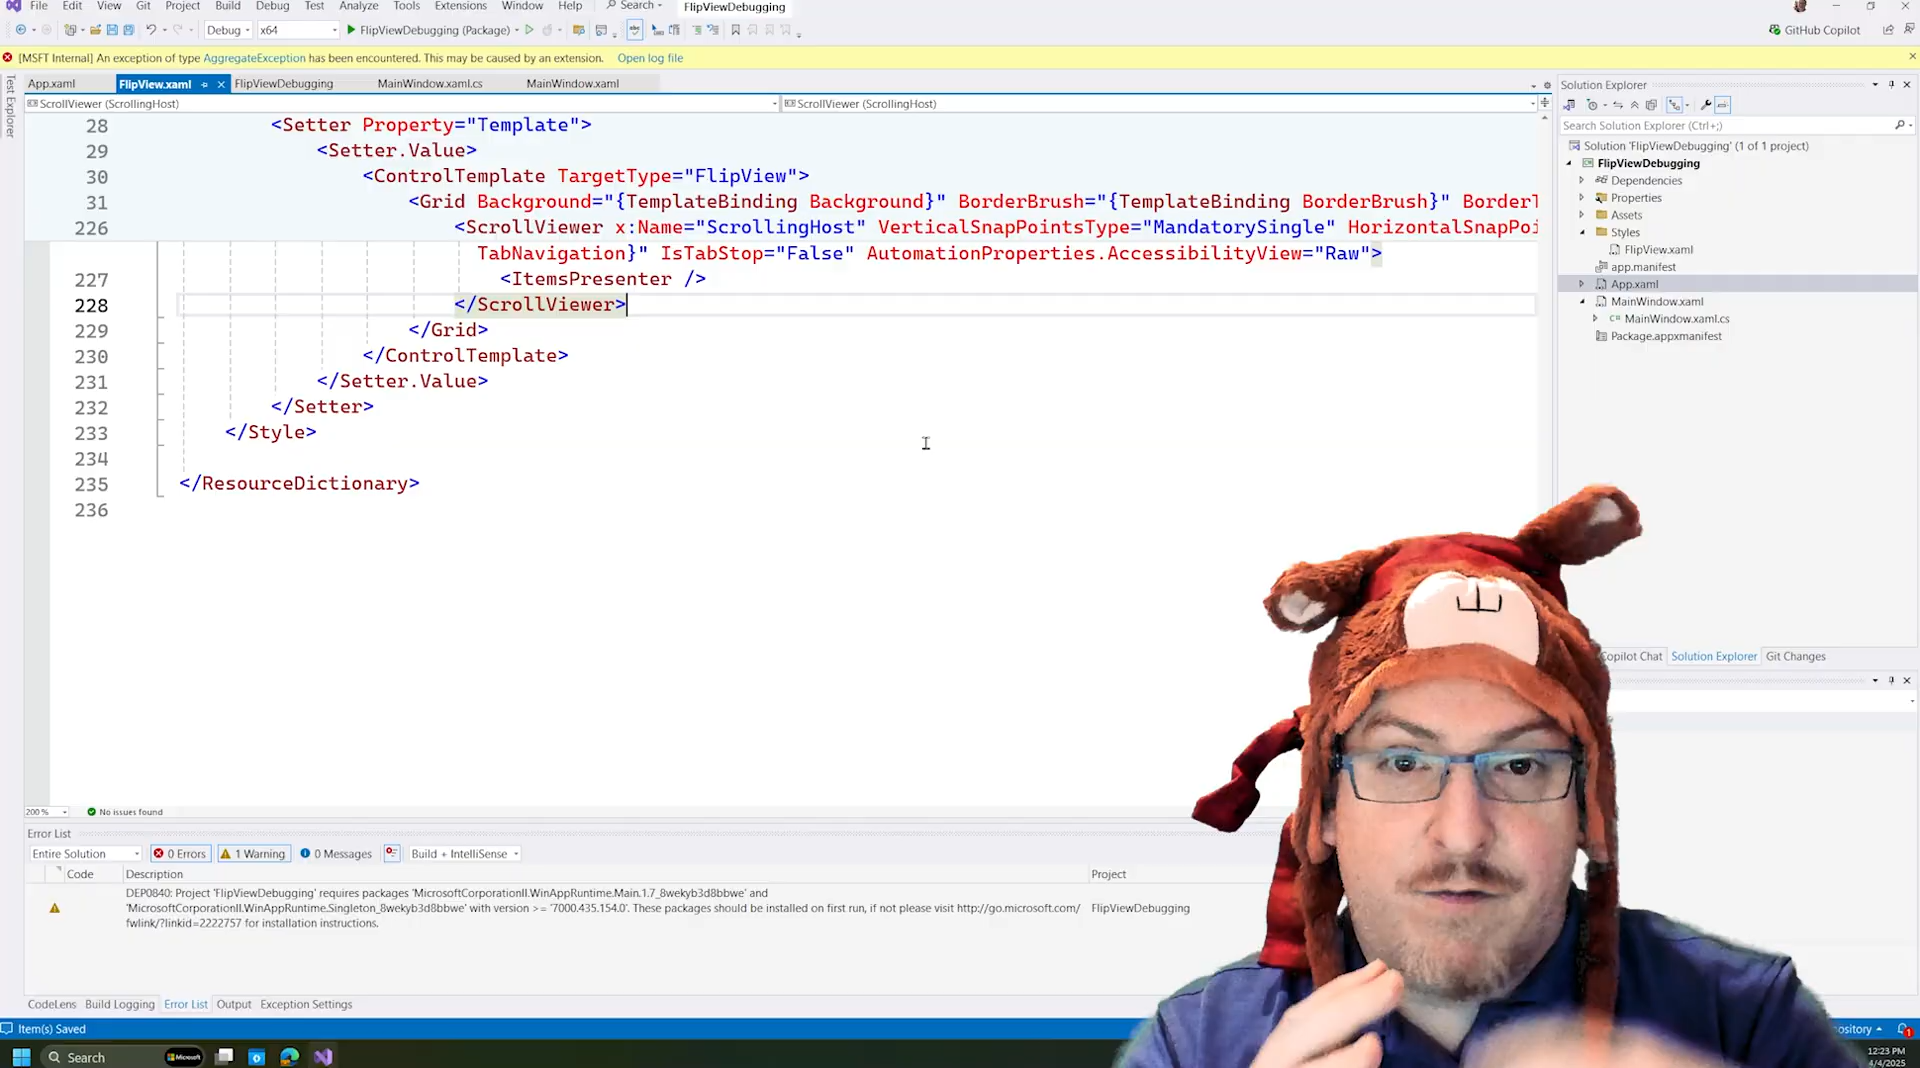 File Edit View Git Project Build Debug Test Analyze Tools Extensions Window Help Search FlipViewDebugging
Debug x64 FlipViewDebugging (Package) GitHub Copilot
[MSFT Internal] An exception of type AggregateException has been encountered. This may be caused by an extension. Open log file
Test Explorer
App.xaml FlipView.xaml FlipViewDebugging MainWindow.xaml.cs MainWindow.xaml
ScrollViewer (ScrollingHost) ScrollViewer (ScrollingHost)
28 <Setter Property="Template">
29 <Setter.Value>
30 <ControlTemplate TargetType="FlipView">
31 <Grid Background="{TemplateBinding Background}" BorderBrush="{TemplateBinding BorderBrush}" BorderT
226 <ScrollViewer x:Name="ScrollingHost" VerticalSnapPointsType="MandatorySingle" HorizontalSnapPoi
TabNavigation}" IsTabStop="False" AutomationProperties.AccessibilityView="Raw">
227 <ItemsPresenter />
228 </ScrollViewer>
229 </Grid>
230 </ControlTemplate>
231 </Setter.Value>
232 </Setter>
233 </Style>
234
235 </ResourceDictionary>
236
200 % No issues found
Solution Explorer
Search Solution Explorer (Ctrl+;)
Solution 'FlipViewDebugging' (1 of 1 project)
FlipViewDebugging
Dependencies
Properties
Assets
Styles
FlipView.xaml
app.manifest
App.xaml
MainWindow.xaml
MainWindow.xaml.cs
Package.appxmanifest
Copilot Chat Solution Explorer Git Changes
Error List
Entire Solution 0 Errors 1 Warning 0 Messages Build + IntelliSense
Code Description Project
DEP0840: Project 'FlipViewDebugging' requires packages 'MicrosoftCorporationII.WinAppRuntime.Main.1.7_8wekyb3d8bbwe' and
'MicrosoftCorporationII.WinAppRuntime.Singleton_8wekyb3d8bbwe' with version >= '7000.435.154.0'. These packages should be installed on first run, if not please visit http://go.microsoft.com/ FlipViewDebugging
fwlink/?linkid=2222757 for installation instructions.
CodeLens Build Logging Error List Output Exception Settings
Item(s) Saved ository 1
Search Microsoft
12:23 PM
4/4/2025